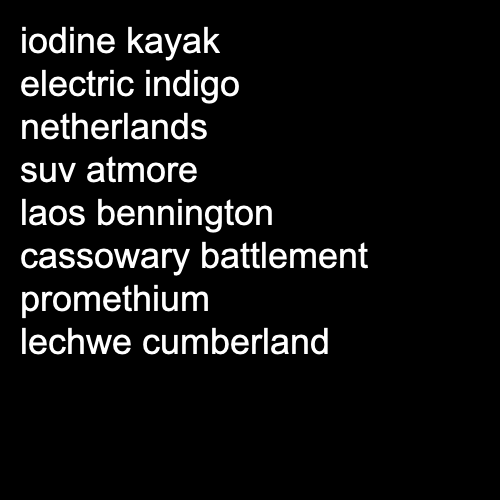 iodine kayak
electric indigo
netherlands
suv atmore
laos bennington
cassowary battlement
promethium
lechwe cumberland